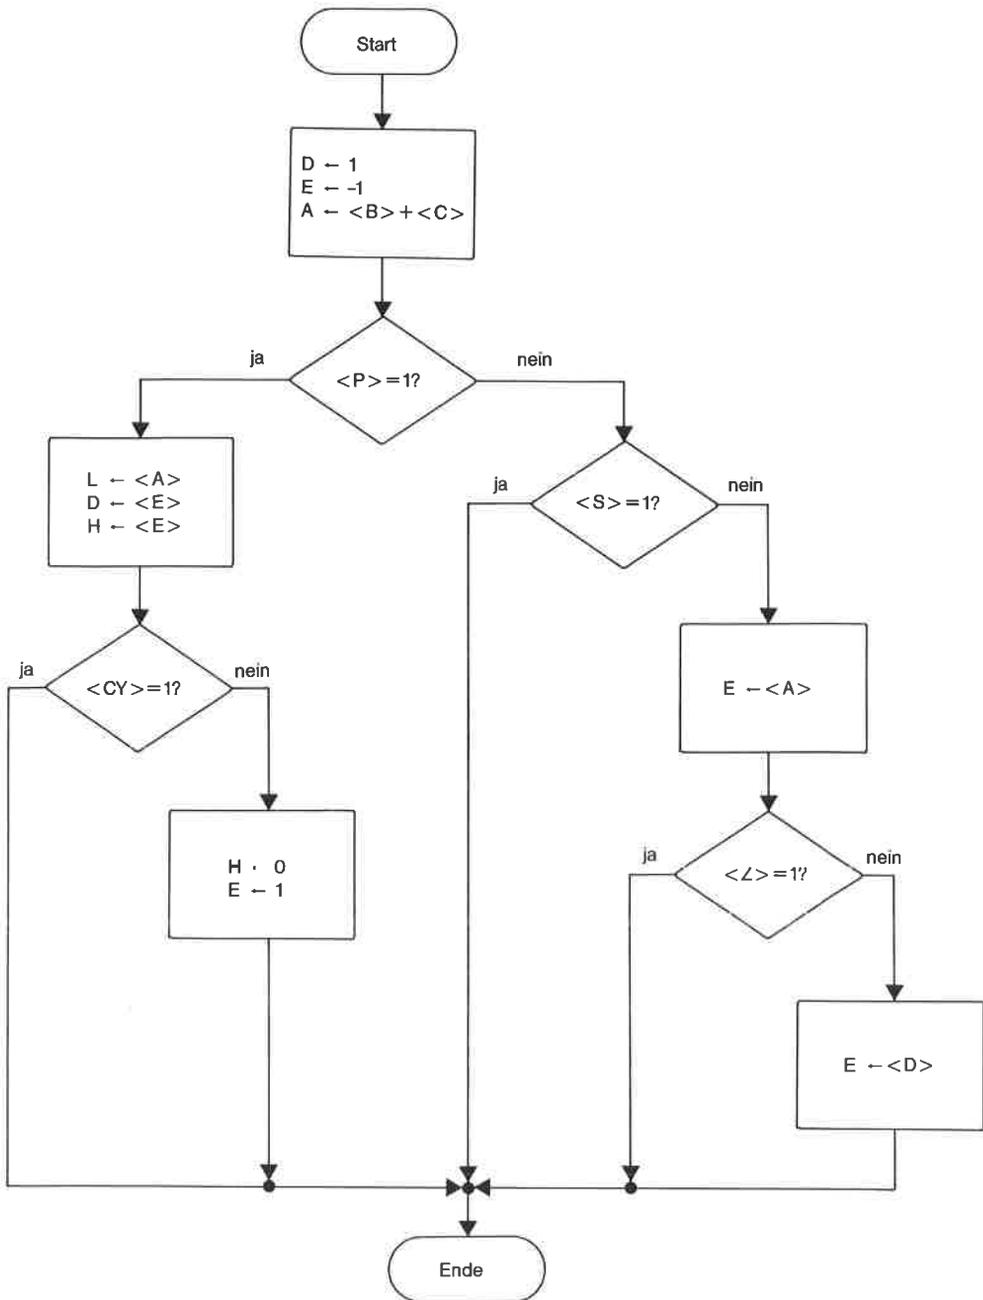 Start
D ← 1
E ← -1
A ← <B>+<C>
ja
<P>=1?
nein
L ← <A>
D ← <E>
H ← <E>
ja
<S>=1?
nein
ja
<CY>=1?
nein
E ←<A>
H · 0
E ← 1
ja
<∠>=1?
nein
E ←<D>
Ende